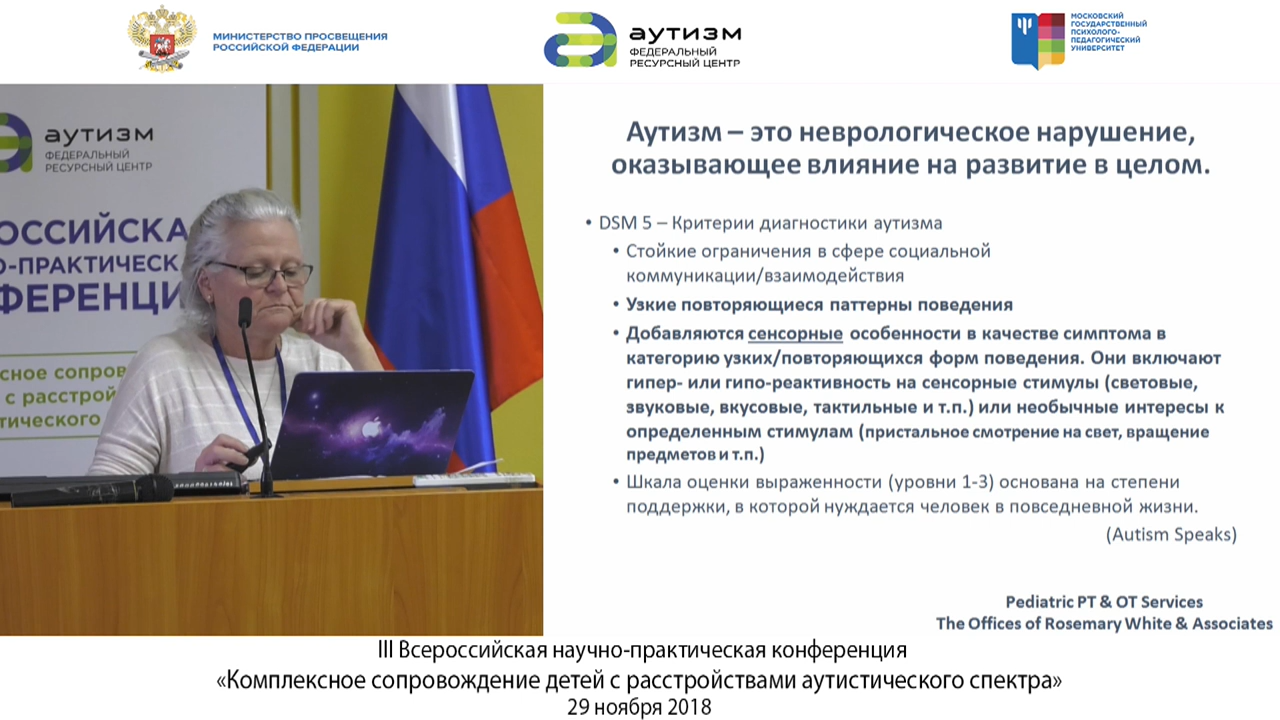 МИНИСТЕРСТВО ПРОСВЕЩЕНИЯ
РОССИЙСКОЙ ФЕДЕРАЦИИ
аутизм
ФЕДЕРАЛЬНЫЙ
РЕСУРСНЫЙ ЦЕНТР
МОСКОВСКИЙ
ГОСУДАРСТВЕННЫЙ
ПСИХОЛОГО-
ПЕДАГОГИЧЕСКИЙ
УНИВЕРСИТЕТ
аутизм
ФЕДЕРАЛЬНЫЙ
РЕСУРСНЫЙ ЦЕНТР
ОССИЙСКА
О-ПРАКТИЧЕСК
ФЕРЕНЦИ
сное сопров
с расстрой
тического
Аутизм – это неврологическое нарушение,
оказывающее влияние на развитие в целом.
• DSM 5 – Критерии диагностики аутизма
• Стойкие ограничения в сфере социальной
коммуникации/взаимодействия
• Узкие повторяющиеся паттерны поведения
• Добавляются сенсорные особенности в качестве симптома в
категорию узких/повторяющихся форм поведения. Они включают
гипер- или гипо-реактивность на сенсорные стимулы (световые,
звуковые, вкусовые, тактильные и т.п.) или необычные интересы к
определенным стимулам (пристальное смотрение на свет, вращение
предметов и т.п.)
• Шкала оценки выраженности (уровни 1-3) основана на степени
поддержки, в которой нуждается человек в повседневной жизни.
(Autism Speaks)
Pediatric PT & OT Services
The Offices of Rosemary White & Associates
III Всероссийская научно-практическая конференция
«Комплексное сопровождение детей с расстройствами аутистического спектра»
29 ноября 2018